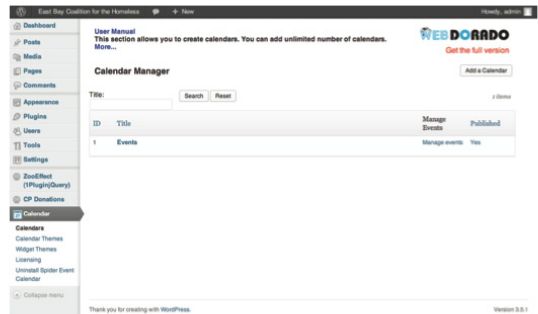 East Bay Coalition for the Homeless + New Howdy, admin
Dashboard
Posts
Media
Pages
Comments
Appearance
Plugins
Users
Tools
Settings
ZooEffect
(1PluginjQuery)
CP Donations
Calendar
Calendars
Calendar Themes
Widget Themes
Licensing
Uninstall Spider Event
Calendar
Collapse menu
User Manual
This section allows you to create calendars. You can add unlimited number of calendars.
More...
WEBDORADO
Get the full version
Calendar Manager
Add a Calendar
Title:
Search Reset
1 items
ID Title Manage Events Published
1 Events Manage events Yes
Thank you for creating with WordPress. Version 3.5.1